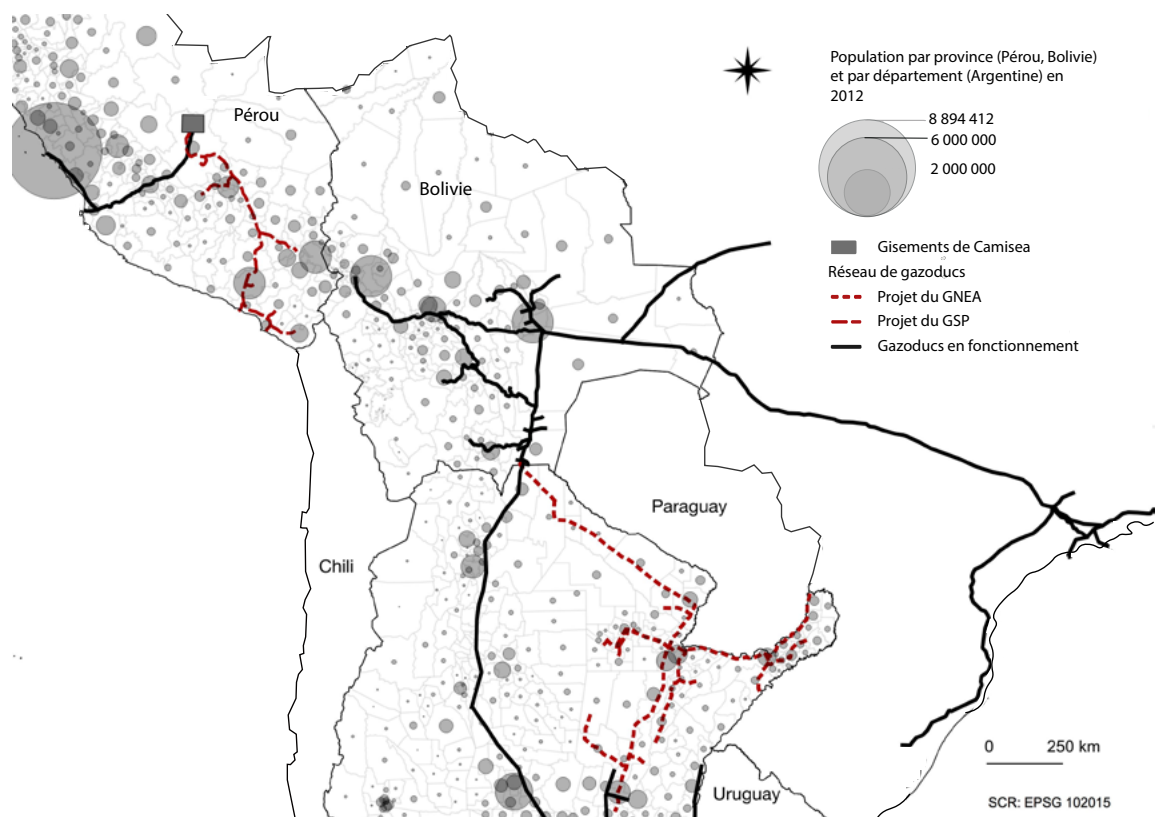 Population par province (Pérou, Bolivie)
et par département (Argentine) en
2012
8 894 412
6 000 000
2 000 000
Gisements de Camisea
Réseau de gazoducs
Projet du GNEA
Projet du GSP
Gazoducs en fonctionnement
Pérou
Bolivie
Paraguay
Chili
Uruguay
0 250 km
SCR: EPSG 102015